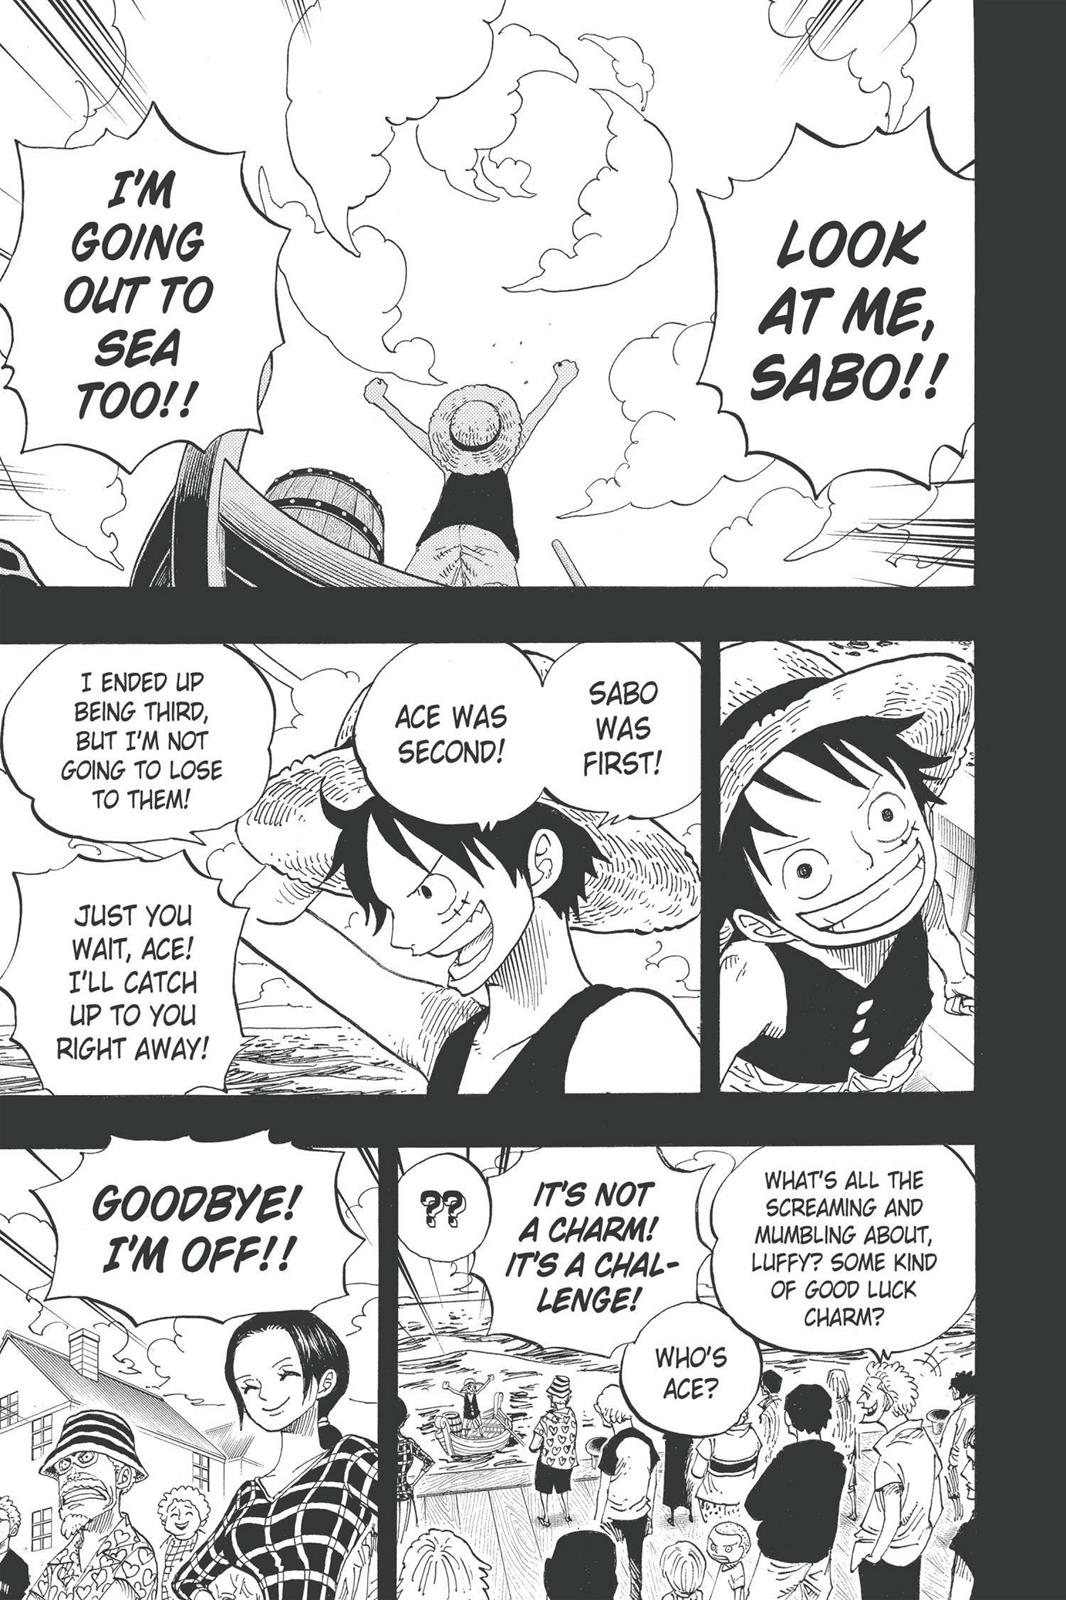 LOOK
AT ME,
SABO!!
I'M
GOING
OUT TO
SEA
TOO!!
SABO
WAS
FIRST!
ACE WAS
SECOND!
I ENDED UP
BEING THIRD,
BUT I'M NOT
GOING TO LOSE
TO THEM!
JUST YOU
WAIT, ACE!
I'LL CATCH
UP TO YOU
RIGHT AWAY!
WHAT'S ALL THE
SCREAMING AND
MUMBLING ABOUT,
LUFFY? SOME KIND
OF GOOD LUCK
CHARM?
IT'S NOT
A CHARM!
IT'S A CHAL-
LENGE!
WHO'S
ACE?
??
GOODBYE!
I'M OFF!!